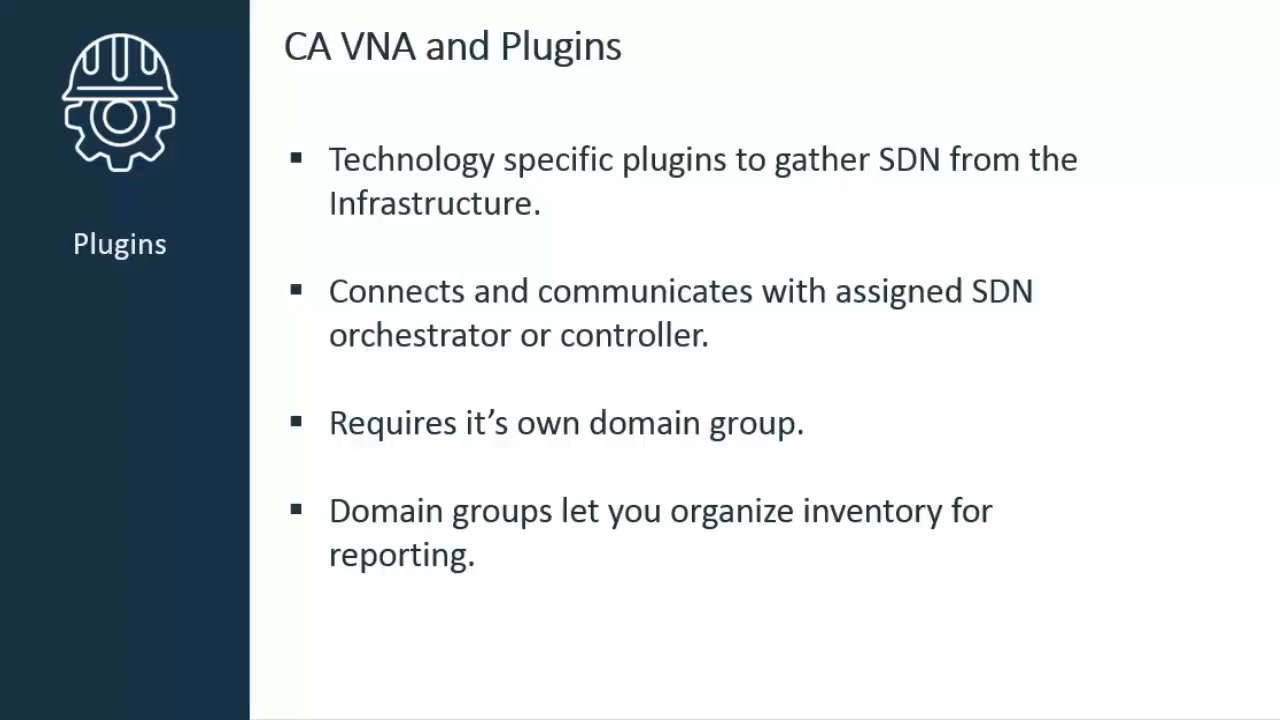 CA VNA and Plugins
Plugins
▪ Technology specific plugins to gather SDN from the
Infrastructure.
▪ Connects and communicates with assigned SDN
orchestrator or controller.
▪ Requires it’s own domain group.
▪ Domain groups let you organize inventory for
reporting.